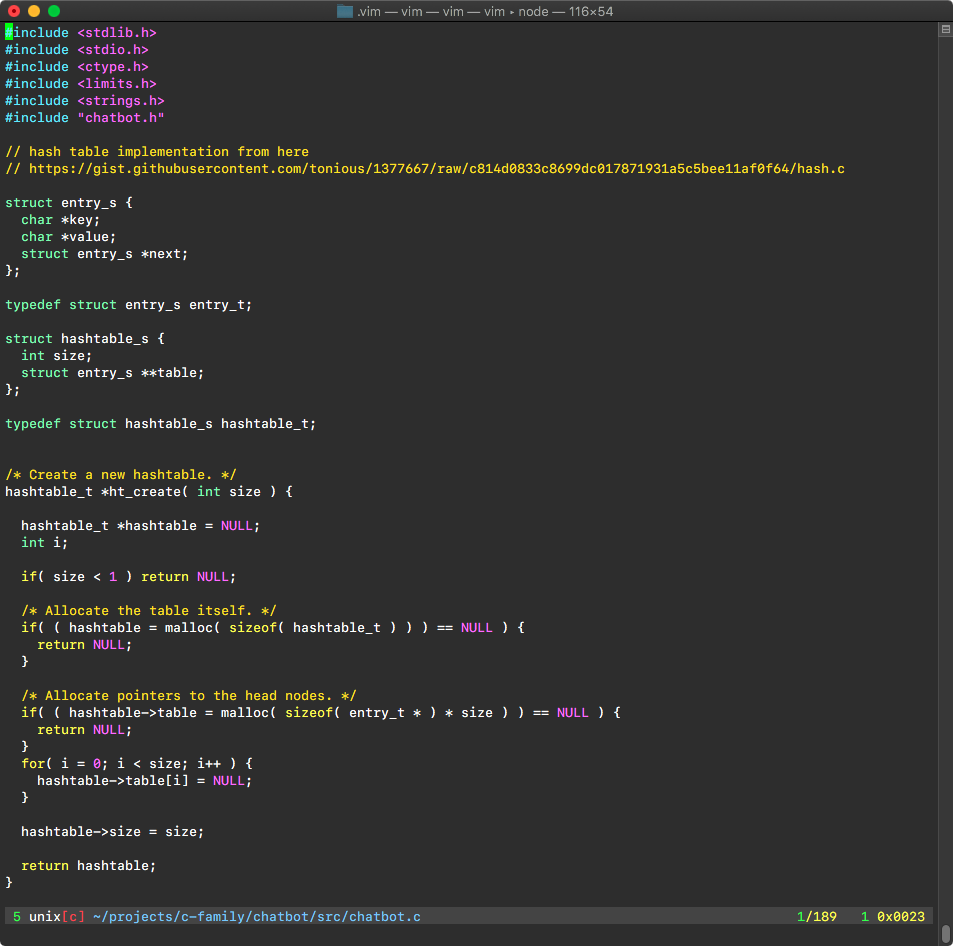 .vim — vim — vim — vim ▸ node — 116×54
#include <stdlib.h>
#include <stdio.h>
#include <ctype.h>
#include <limits.h>
#include <strings.h>
#include "chatbot.h"

// hash table implementation from here
// https://gist.githubusercontent.com/tonious/1377667/raw/c814d0833c8699dc017871931a5c5bee11af0f64/hash.c

struct entry_s {
  char *key;
  char *value;
  struct entry_s *next;
};

typedef struct entry_s entry_t;

struct hashtable_s {
  int size;
  struct entry_s **table;
};

typedef struct hashtable_s hashtable_t;


/* Create a new hashtable. */
hashtable_t *ht_create( int size ) {

  hashtable_t *hashtable = NULL;
  int i;

  if( size < 1 ) return NULL;

  /* Allocate the table itself. */
  if( ( hashtable = malloc( sizeof( hashtable_t ) ) ) == NULL ) {
    return NULL;
  }

  /* Allocate pointers to the head nodes. */
  if( ( hashtable->table = malloc( sizeof( entry_t * ) * size ) ) == NULL ) {
    return NULL;
  }
  for( i = 0; i < size; i++ ) {
    hashtable->table[i] = NULL;
  }

  hashtable->size = size;

  return hashtable;
}

5 unix[c] ~/projects/c-family/chatbot/src/chatbot.c 1/189 1 0x0023